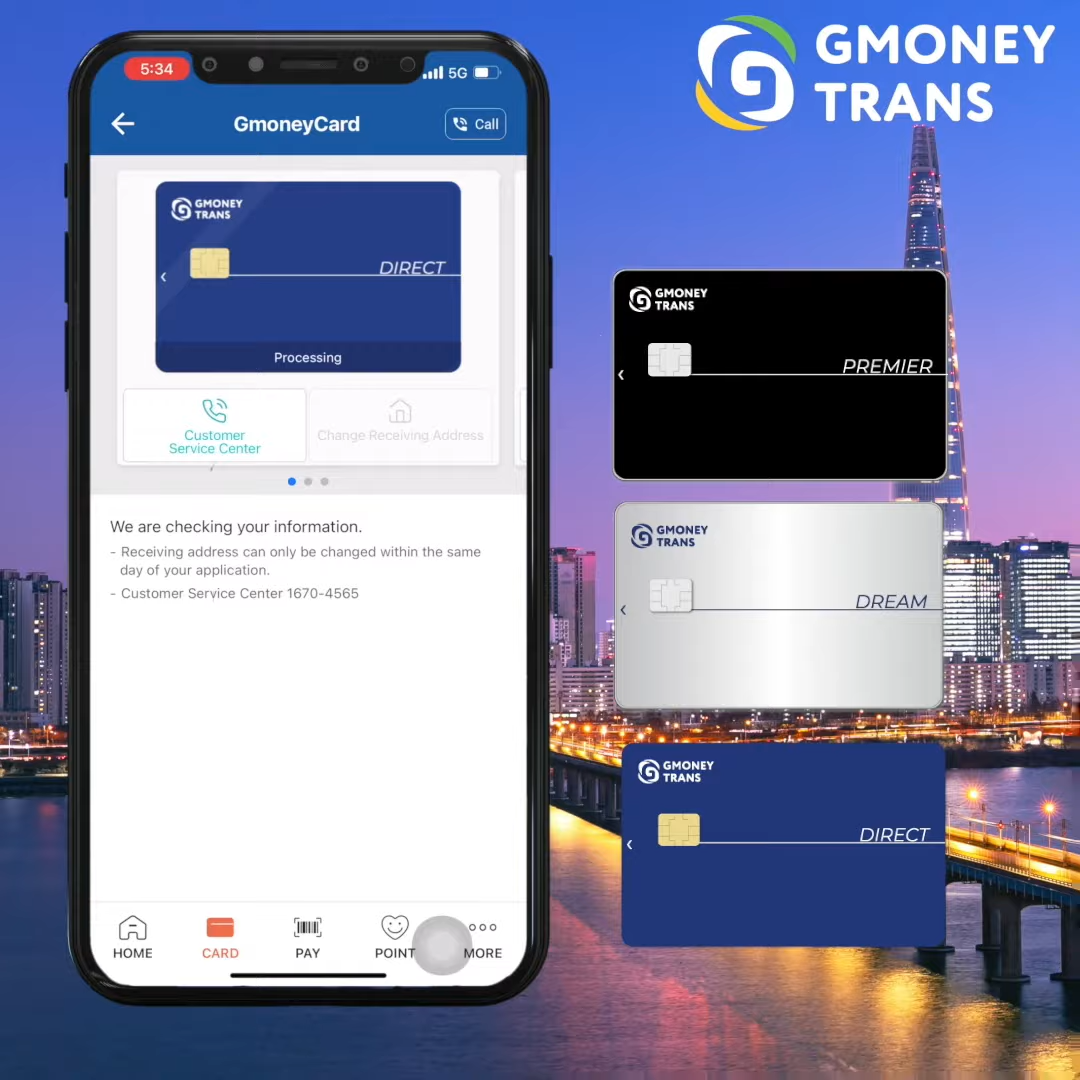 5:34
5G
GmoneyCard
Call
GMONEY
TRANS
DIRECT
Processing
Customer
Service Center
Change Receiving Address
We are checking your information.
- Receiving address can only be changed within the same
day of your application.
- Customer Service Center 1670-4565
HOME
CARD
PAY
POINT
MORE
GMONEY
TRANS
GMONEY
TRANS
PREMIER
GMONEY
TRANS
DREAM
GMONEY
TRANS
DIRECT